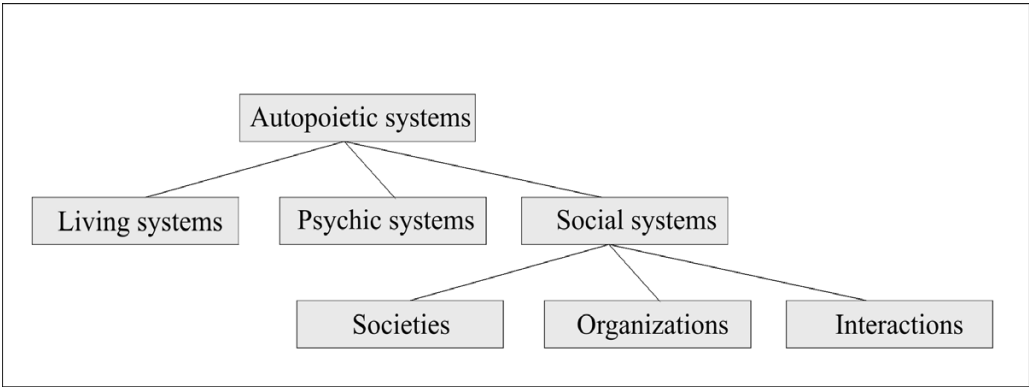 Autopoietic systems
Living systems
Psychic systems
Social systems
Societies
Organizations
Interactions